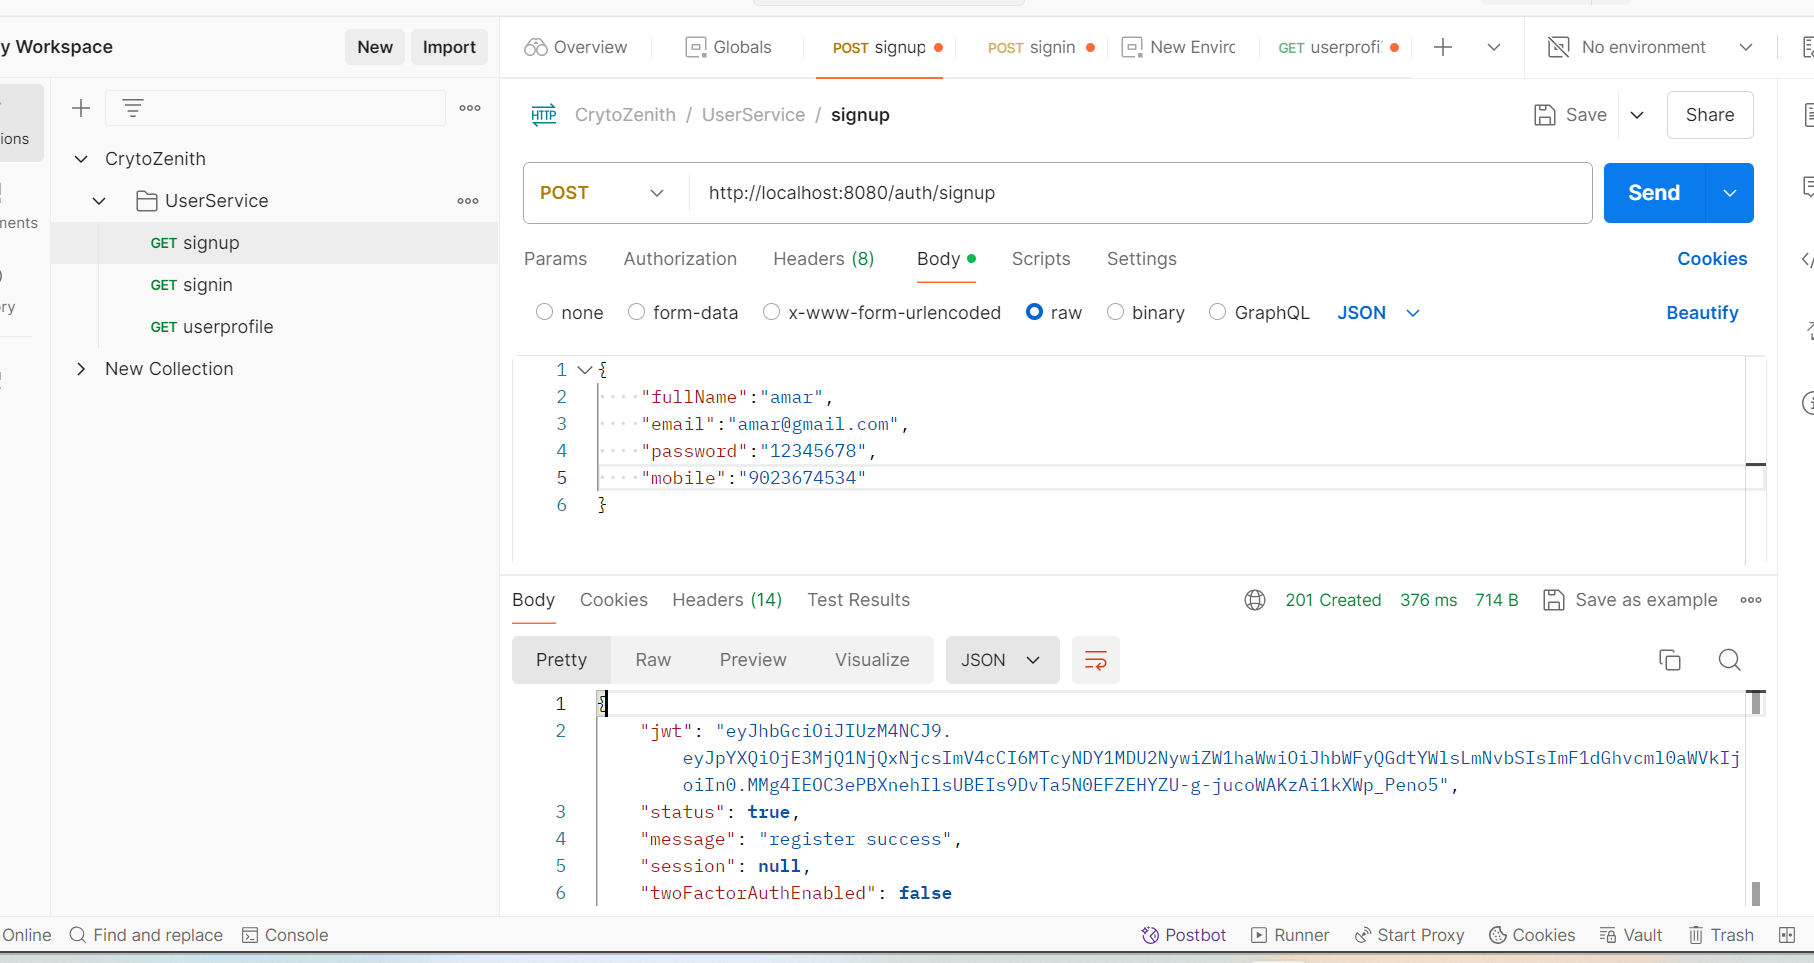 y Workspace
New
Import
Overview
Globals
POST signup
POST signin
New Enviro
GET userprofi
No environment
ions
ments
ry
CrytoZenith
UserService
GET signup
GET signin
GET userprofile
New Collection
HTTP
CrytoZenith / UserService / signup
Save
Share
POST
http://localhost:8080/auth/signup
Send
Params
Authorization
Headers (8)
Body
Scripts
Settings
Cookies
none
form-data
x-www-form-urlencoded
raw
binary
GraphQL
JSON
Beautify
1 {
2 "fullName":"amar",
3 "email":"amar@gmail.com",
4 "password":"12345678",
5 "mobile":"9023674534"
6 }
Body
Cookies
Headers (14)
Test Results
201 Created
376 ms
714 B
Save as example
Pretty
Raw
Preview
Visualize
JSON
1 {
2 "jwt": "eyJhbGciOiJIUzM4NCJ9.
eyJpYXQiOjE3MjQ1NjQxNjcsImV4cCI6MTcyNDY1MDU2NywiZW1haWwiOiJhbWFyQGdtYWlsLmNvbSIsImF1dGhvcml0aWVkIj
oiIn0.MMg4IEOC3ePBXnehIlsUBEIs9DvTa5N0EFZEHYZU-g-jucoWAKzAi1kXWp_Peno5",
3 "status": true,
4 "message": "register success",
5 "session": null,
6 "twoFactorAuthEnabled": false
Online
Find and replace
Console
Postbot
Runner
Start Proxy
Cookies
Vault
Trash